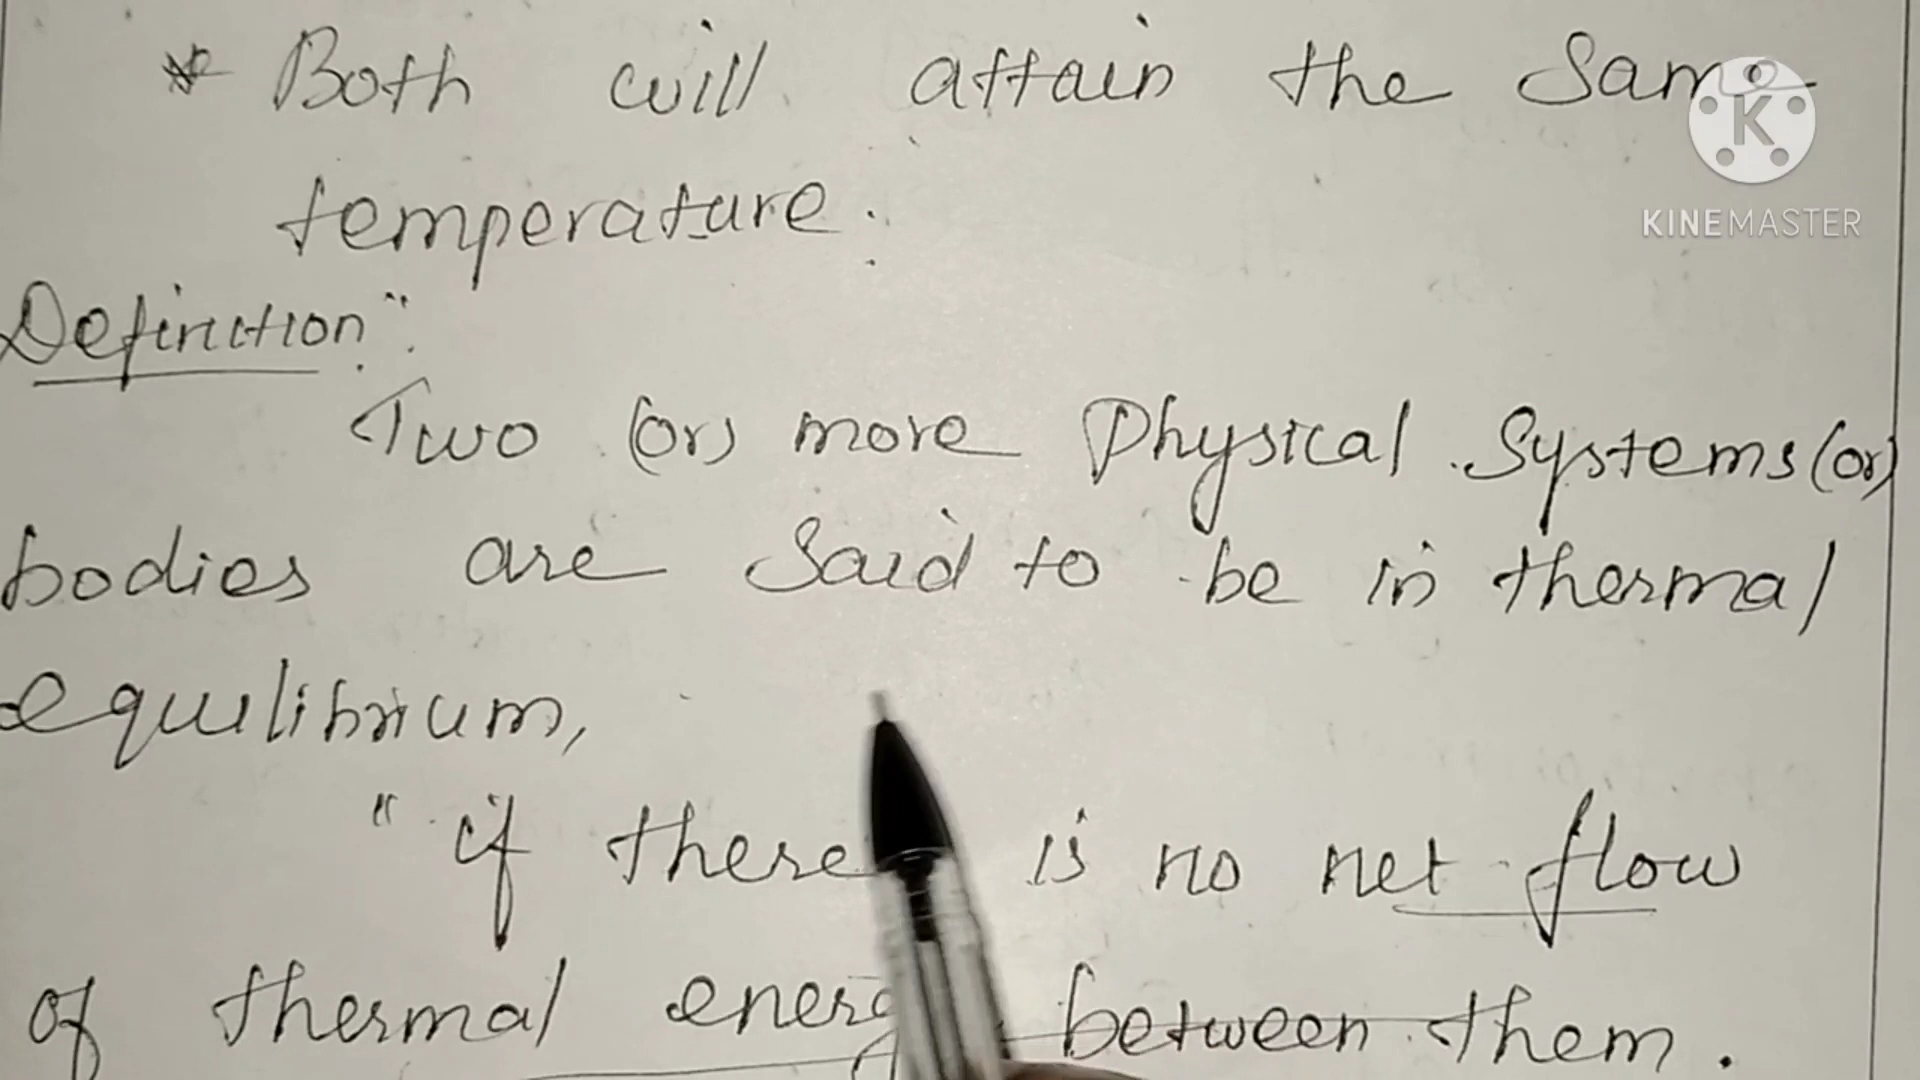 * Both will attain the Same
temperature.
Definition:
Two (or) more Physical Systems (or)
bodies are Said to be in thermal
equilibrium,
" if there is no net flow
of thermal energy between them.
K
KINEMASTER